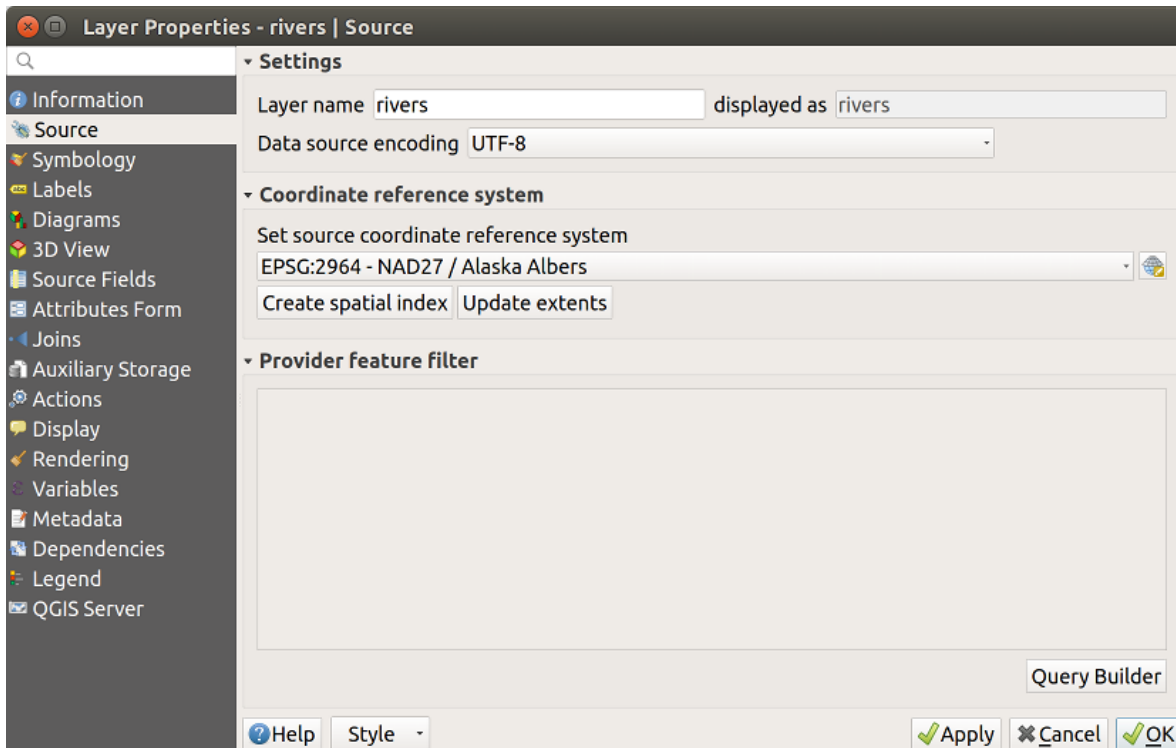 Layer Properties - rivers | Source
Information
Source
Symbology
Labels
Diagrams
3D View
Source Fields
Attributes Form
Joins
Auxiliary Storage
Actions
Display
Rendering
Variables
Metadata
Dependencies
Legend
QGIS Server
Settings
Layer name rivers displayed as rivers
Data source encoding UTF-8
Coordinate reference system
Set source coordinate reference system
EPSG:2964 - NAD27 / Alaska Albers
Create spatial index Update extents
Provider feature filter
Query Builder
Help Style Apply Cancel OK